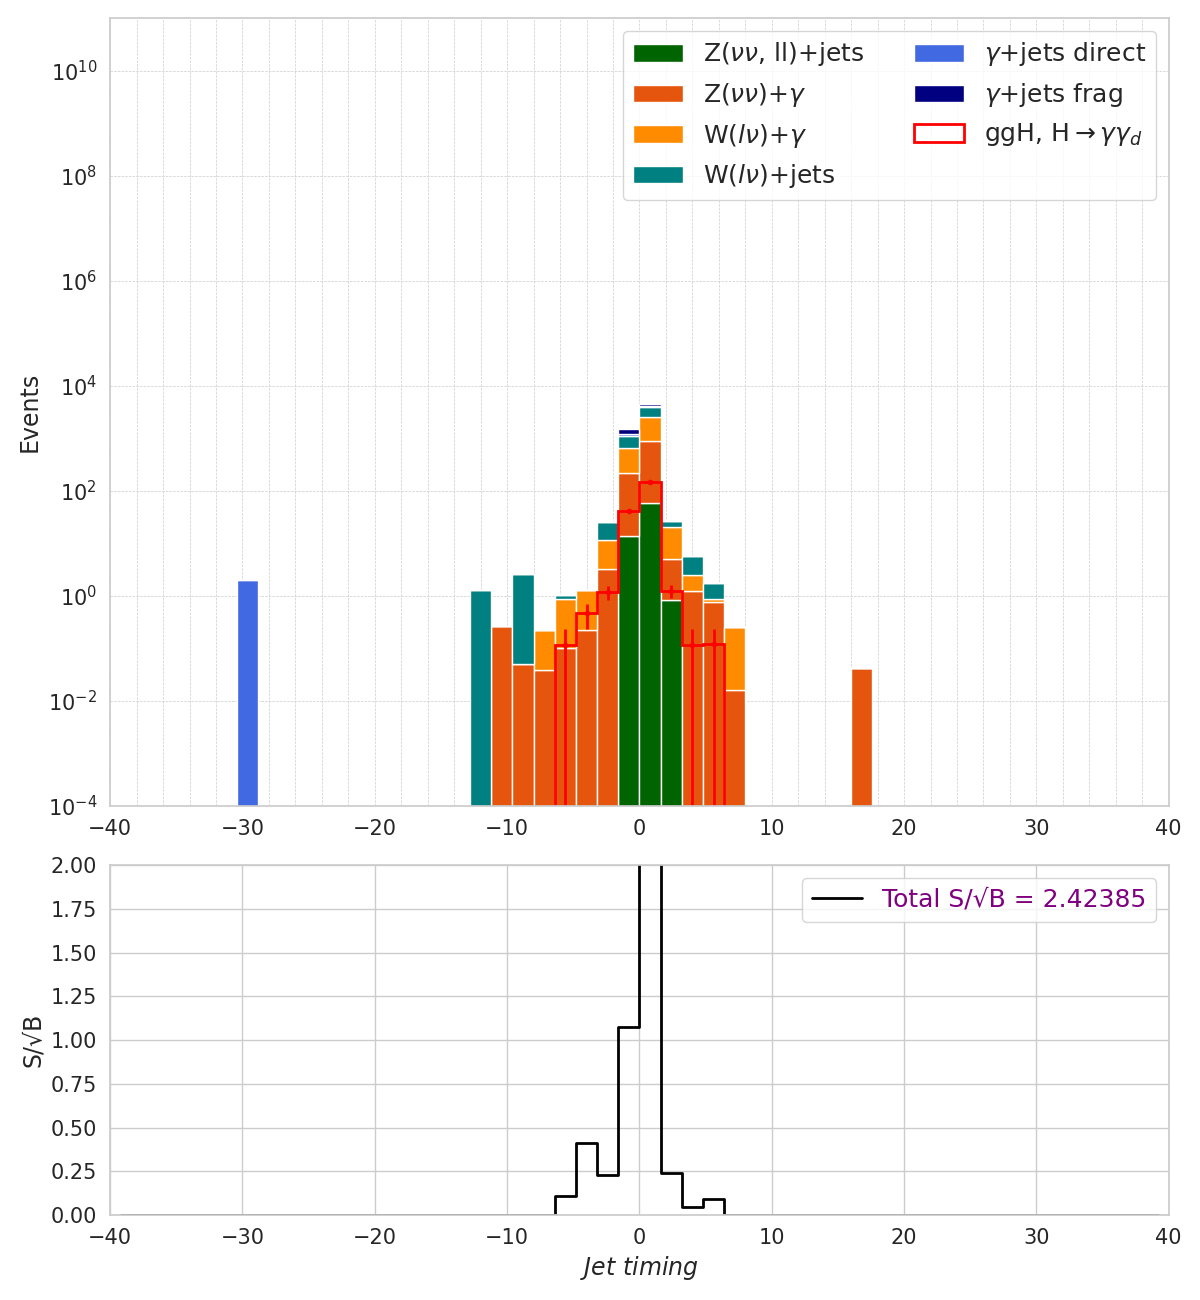 Z(νν, ll)+jets
Z(νν)+γ
W(lν)+γ
W(lν)+jets
γ+jets direct
γ+jets frag
ggH, H→γγ_d
Events
10^10
10^8
10^6
10^4
10^2
10^0
10^−2
10^−4
−40 −30 −20 −10 0 10 20 30 40
Total S/√B = 2.42385
S/√B
2.00
1.75
1.50
1.25
1.00
0.75
0.50
0.25
0.00
−40 −30 −20 −10 0 10 20 30 40
Jet timing